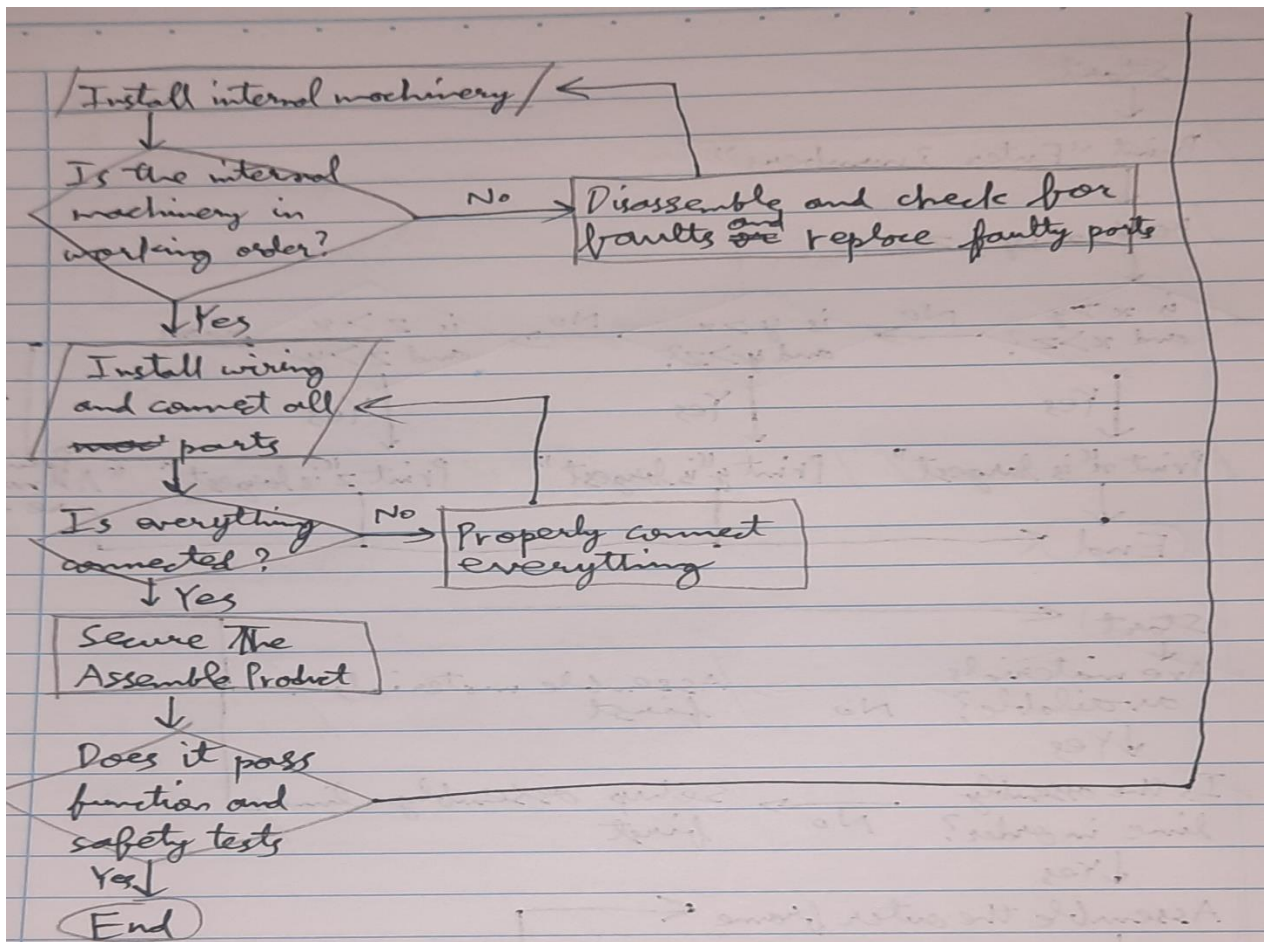 Install internal machinery
Is the internal
machinery in
working order?
No
Disassemble and check for
faults and replace faulty parts
Yes
Install wiring
and connect all
parts
Is everything
connected?
No
Properly connect
everything
Yes
Secure The
Assemble Product
Does it pass
function and
safety tests
Yes
End